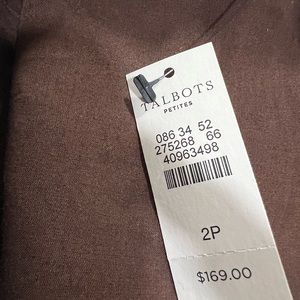 TALBOTS
PETITES
086 34 52
275268 66
40963498
2P
$169.00